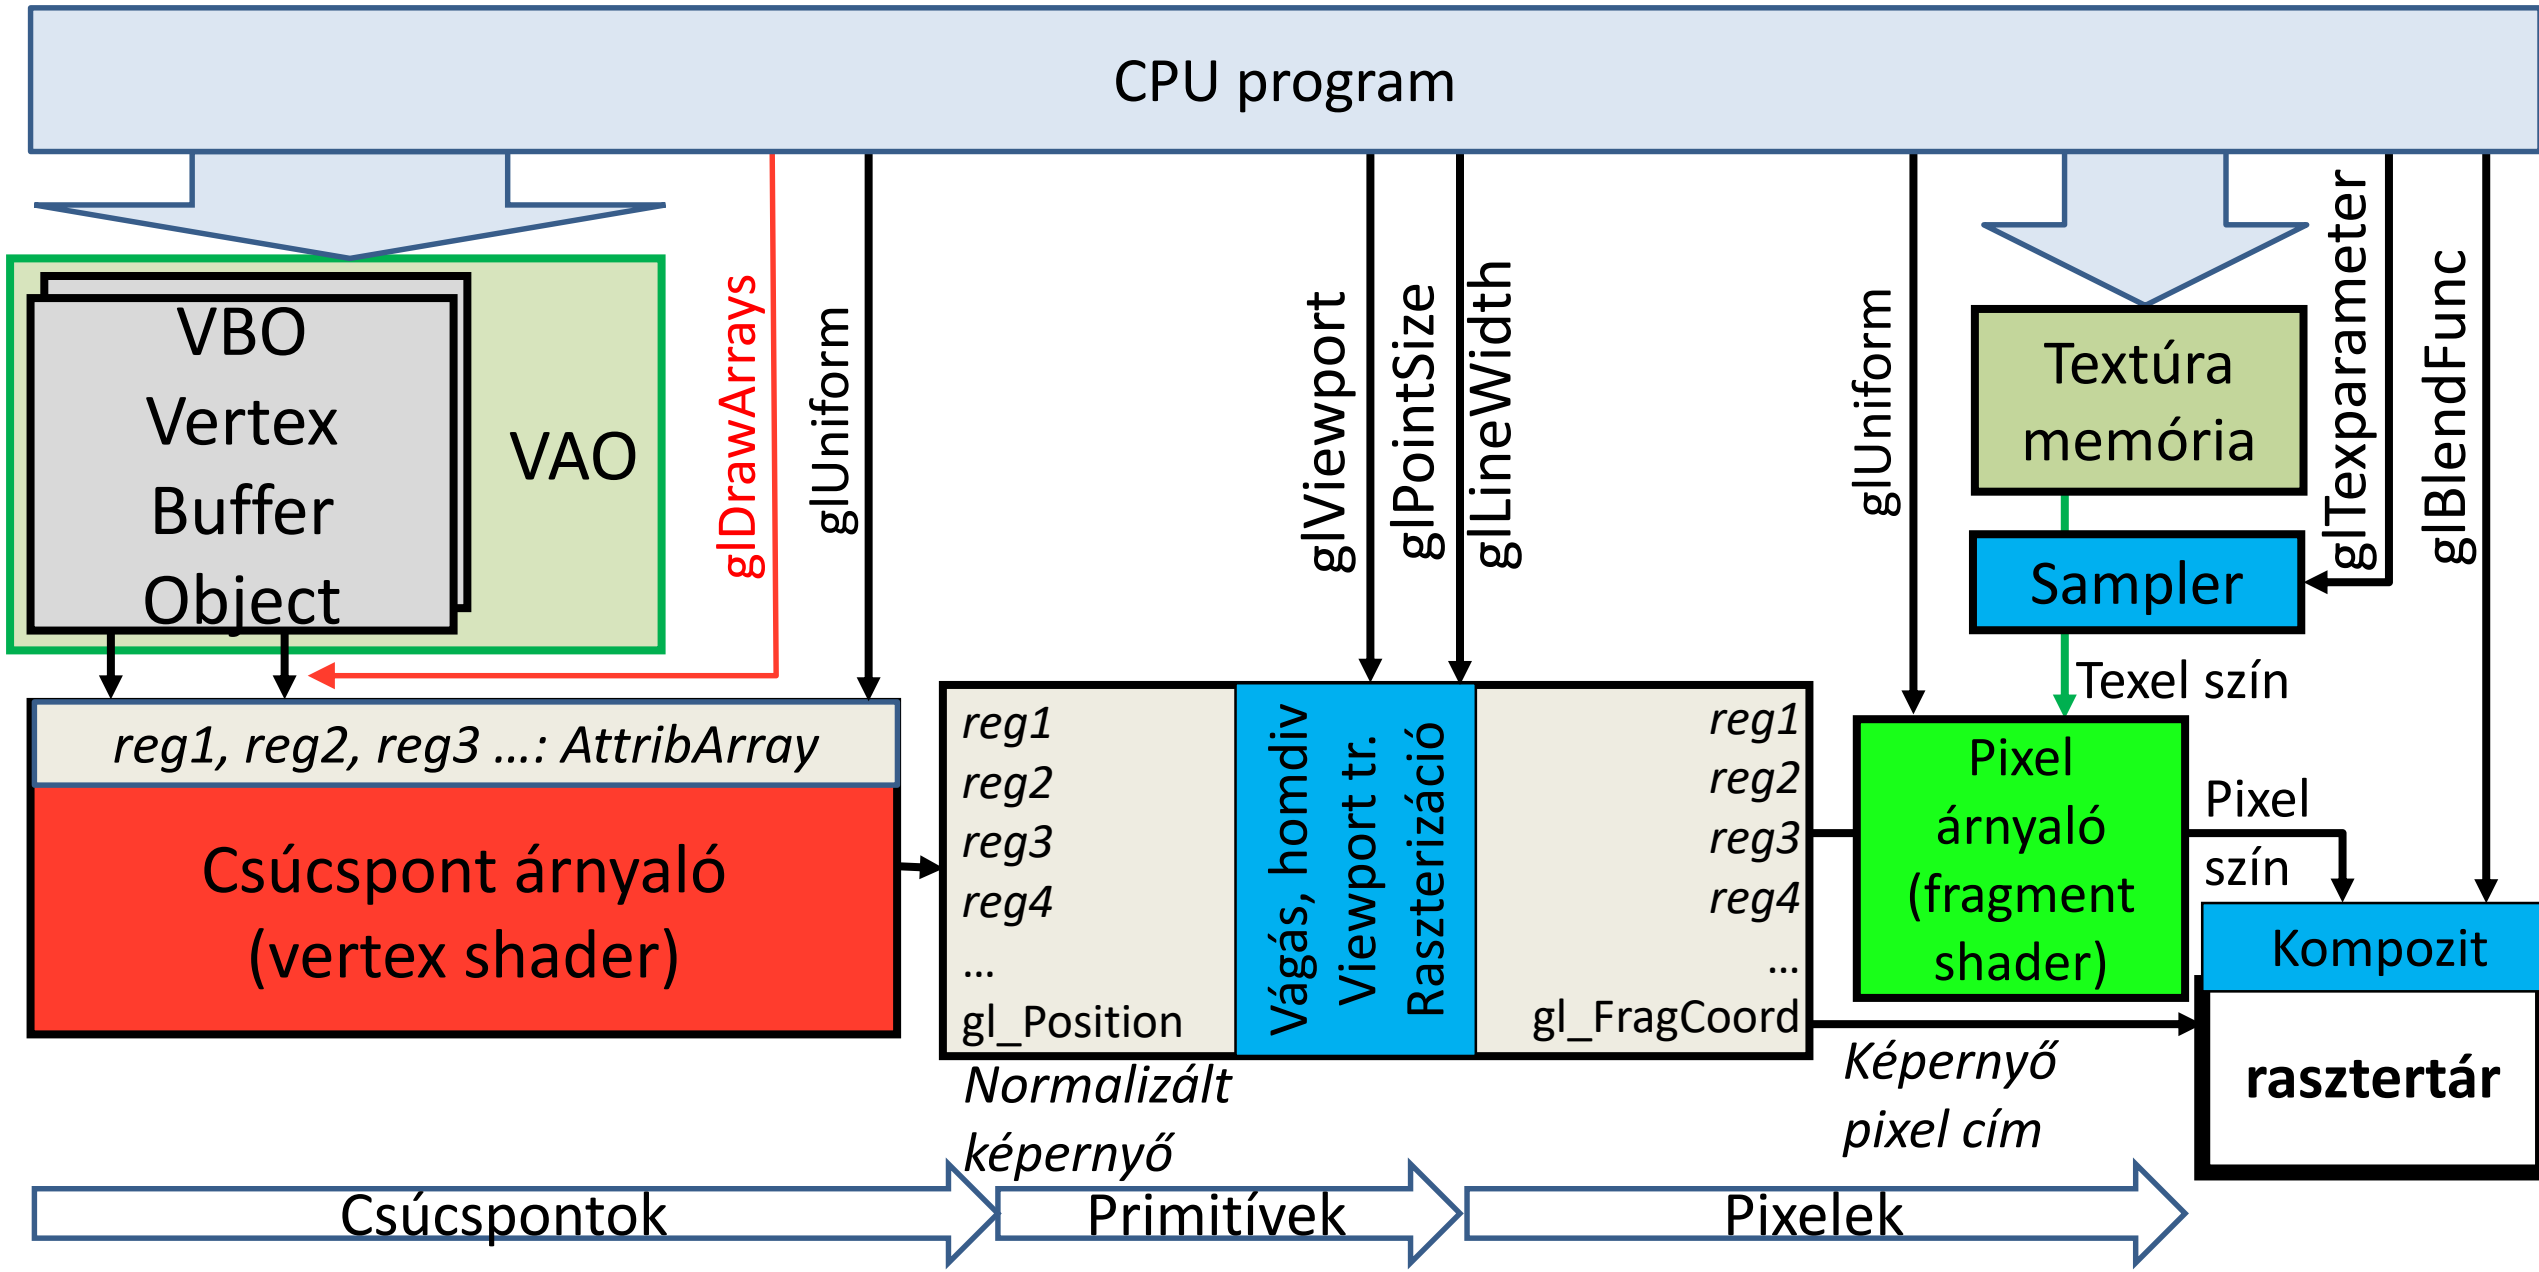 CPU program
VBO
Vertex
Buffer
Object
VAO
glDrawArrays
glUniform
glViewport
glPointSize
glLineWidth
glUniform
Textúra
memória
glTexparameter
glBlendFunc
Sampler
Texel szín
reg1, reg2, reg3 ...: AttribArray
Csúcspont árnyaló
(vertex shader)
reg1
reg2
reg3
reg4
...
gl_Position
Vágás, homdiv
Viewport tr.
Raszterizáció
reg1
reg2
reg3
reg4
...
gl_FragCoord
Pixel
árnyaló
(fragment
shader)
Pixel
szín
Kompozit
rasztertár
Normalizált
képernyő
Képernyő
pixel cím
Csúcspontok
Primitívek
Pixelek